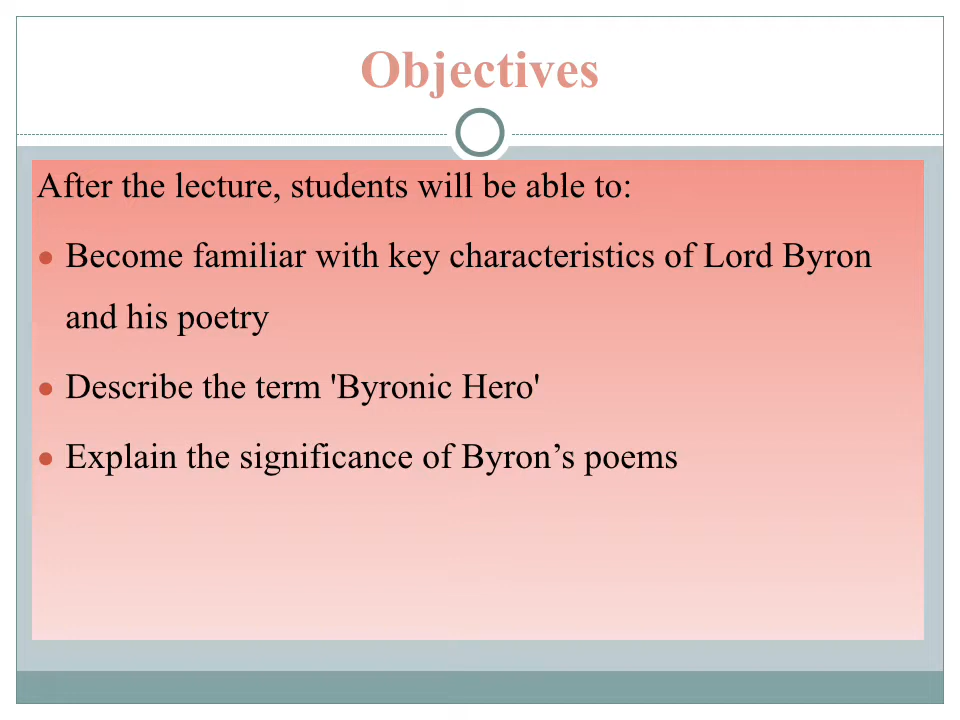 Objectives
After the lecture, students will be able to:
● Become familiar with key characteristics of Lord Byron
and his poetry
● Describe the term 'Byronic Hero'
● Explain the significance of Byron’s poems